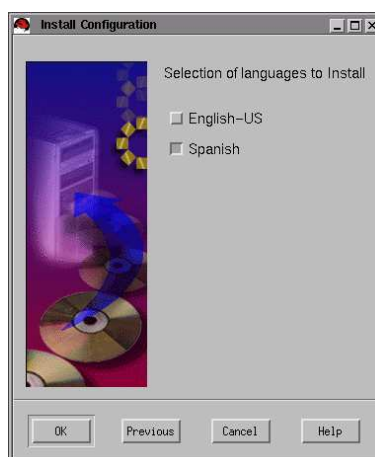 Install Configuration
Selection of languages to Install
English-US
Spanish
OK Previous Cancel Help